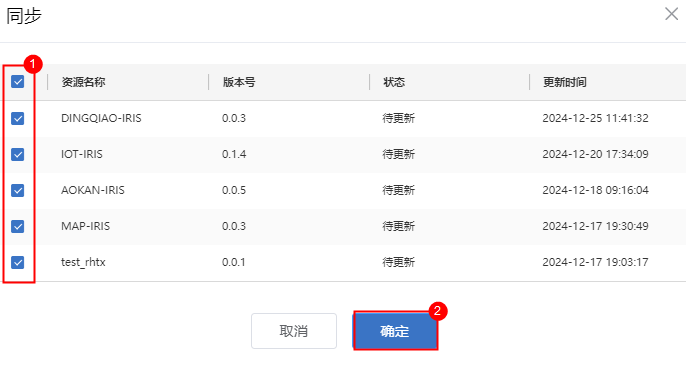 同步
1
资源名称 版本号 状态 更新时间
DINGQIAO-IRIS 0.0.3 待更新 2024-12-25 11:41:32
IOT-IRIS 0.1.4 待更新 2024-12-20 17:34:09
AOKAN-IRIS 0.0.5 待更新 2024-12-18 09:16:04
MAP-IRIS 0.0.3 待更新 2024-12-17 19:30:49
test_rhtx 0.0.1 待更新 2024-12-17 19:03:17
2
取消 确定